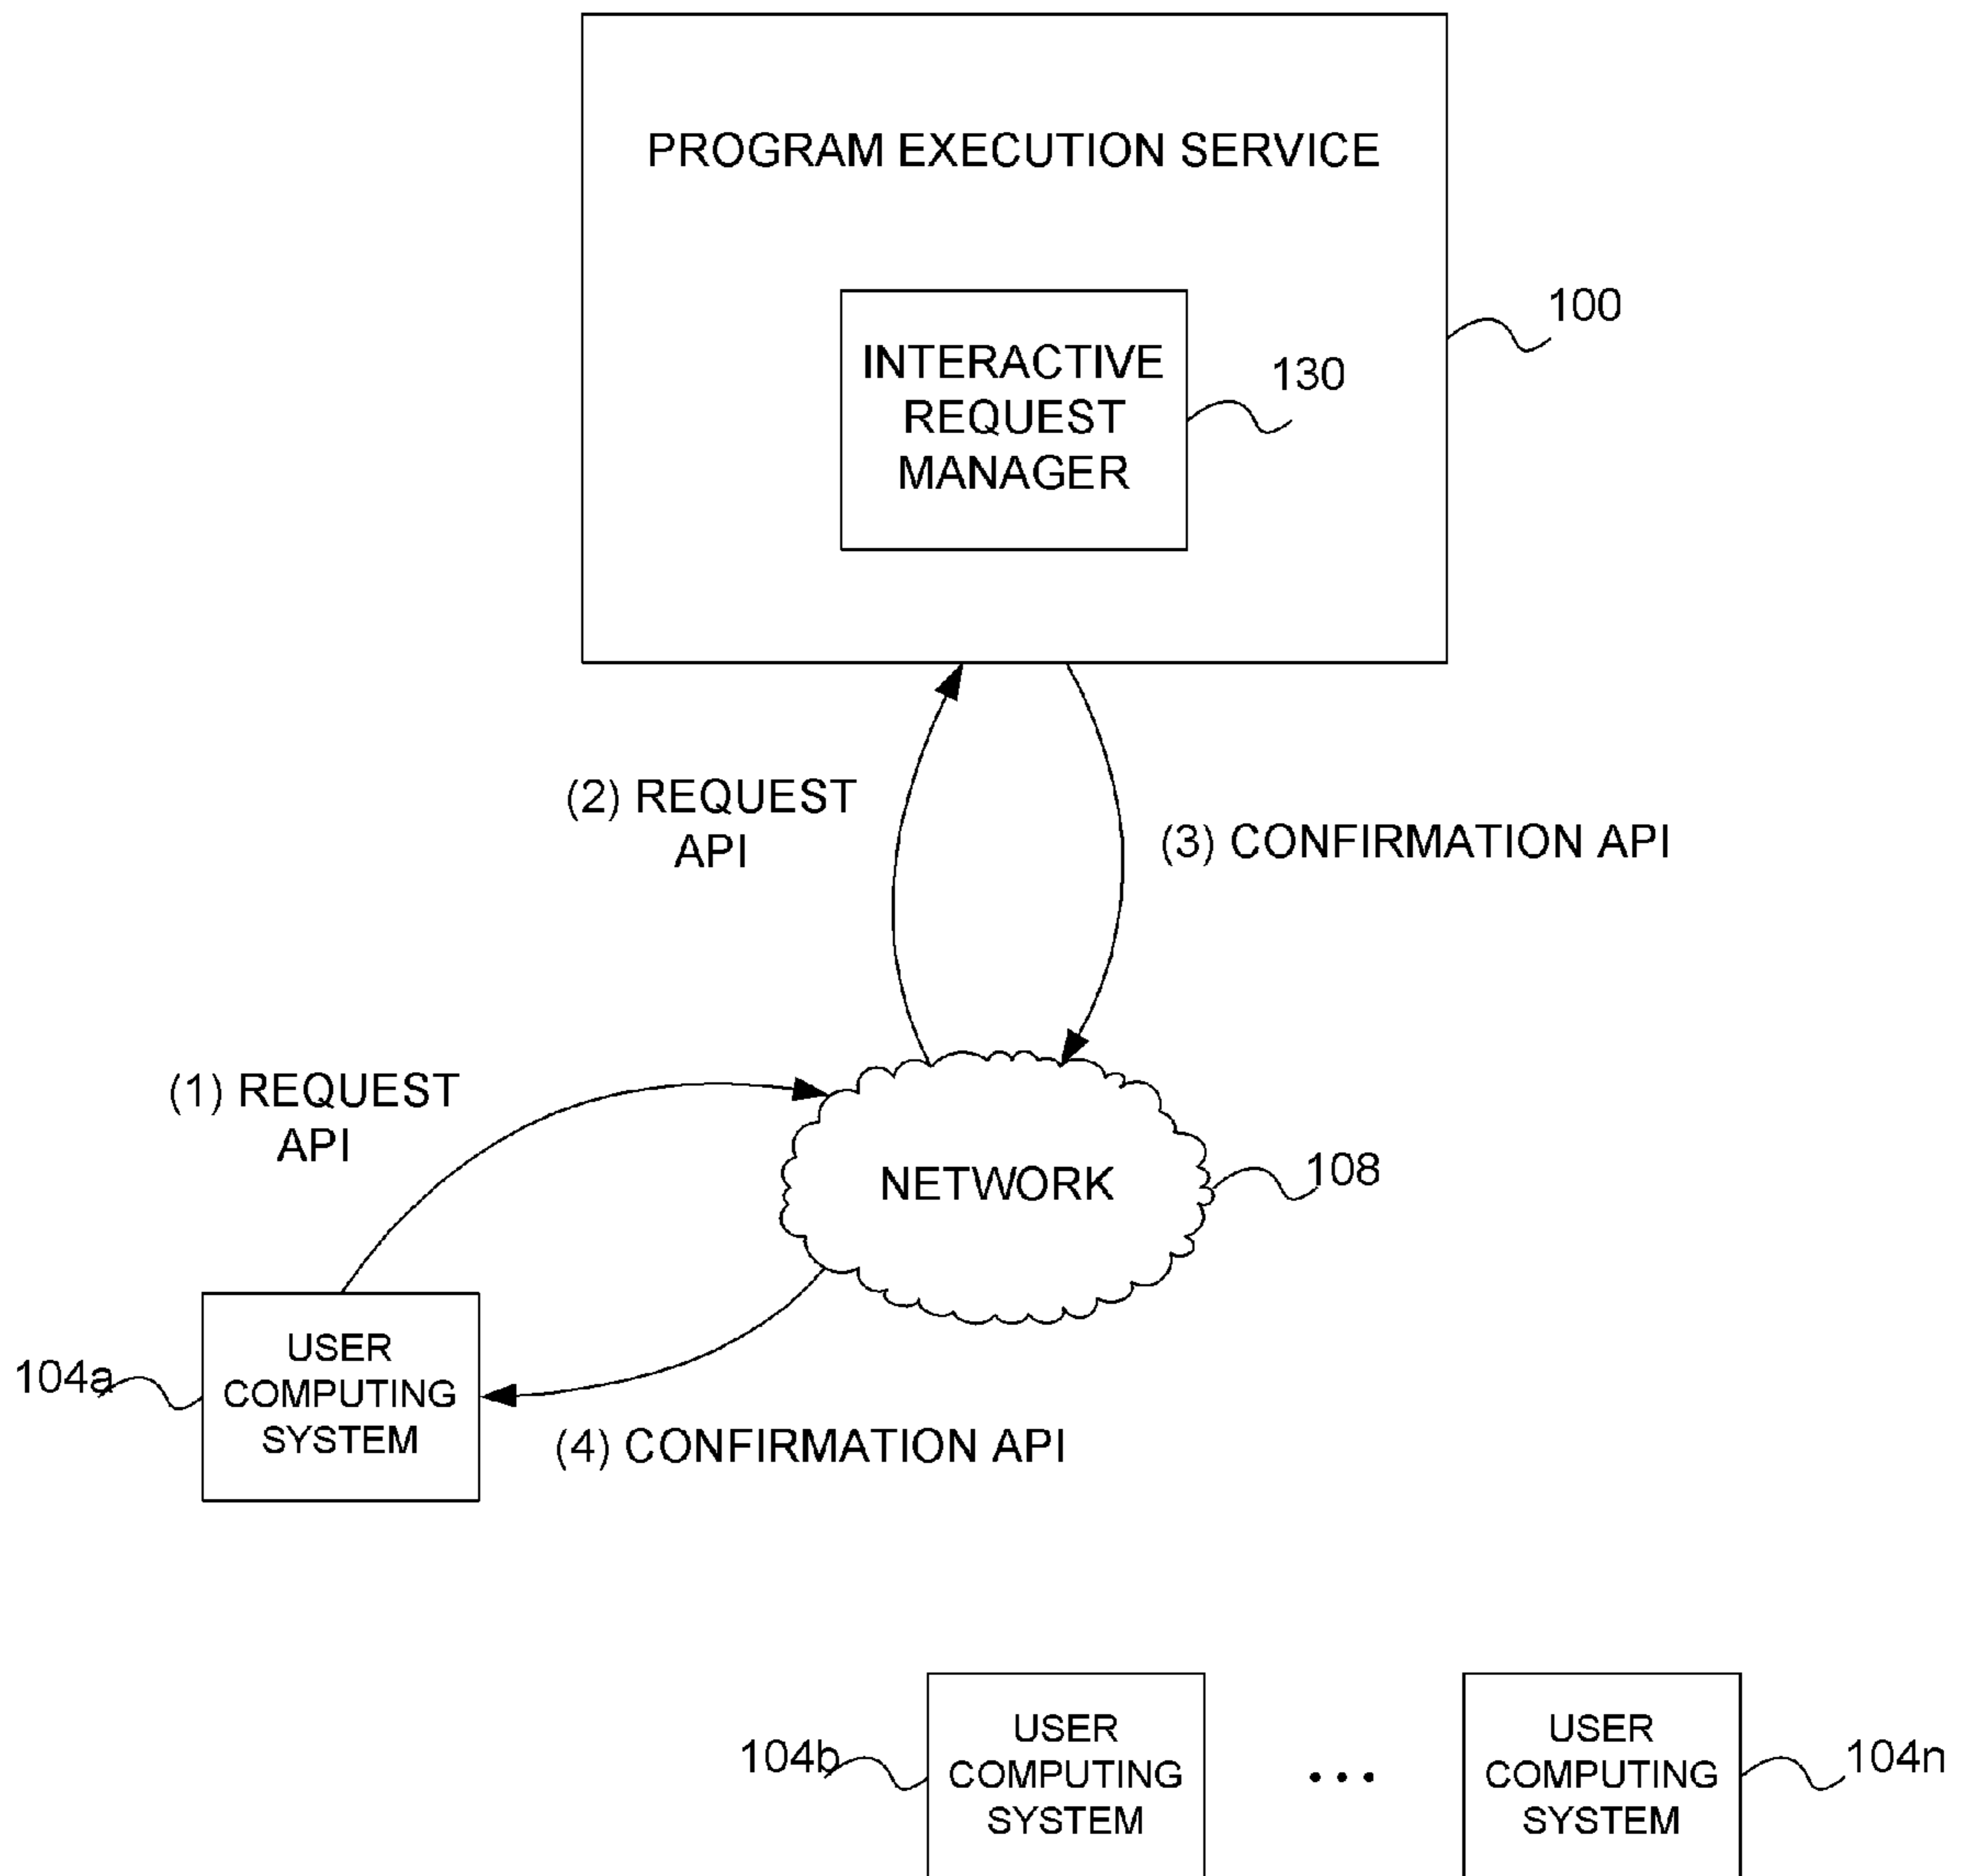 PROGRAM EXECUTION SERVICE
100
INTERACTIVE
REQUEST
MANAGER
130
(2) REQUEST
API
(3) CONFIRMATION API
(1) REQUEST
API
NETWORK
108
USER
COMPUTING
SYSTEM
104a
(4) CONFIRMATION API
104b
USER
COMPUTING
SYSTEM
...
USER
COMPUTING
SYSTEM
104n